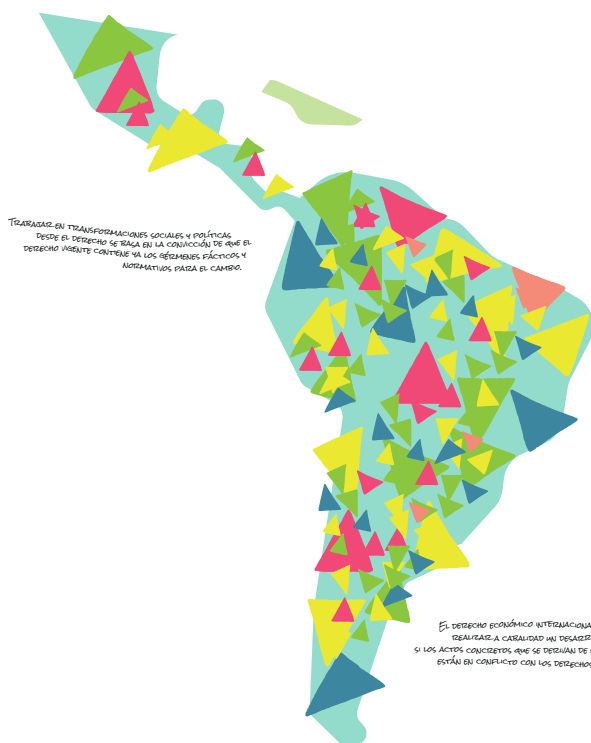 Trabajar en transformaciones sociales y políticas
desde el derecho se basa en la convicción de que el
derecho vigente contiene ya los gérmenes fácticos y
normativos para el cambio.
El derecho económico internaciona
realizar a cabalidad un desarr
si los actos concretos que se derivan de
están en conflicto con los derechos